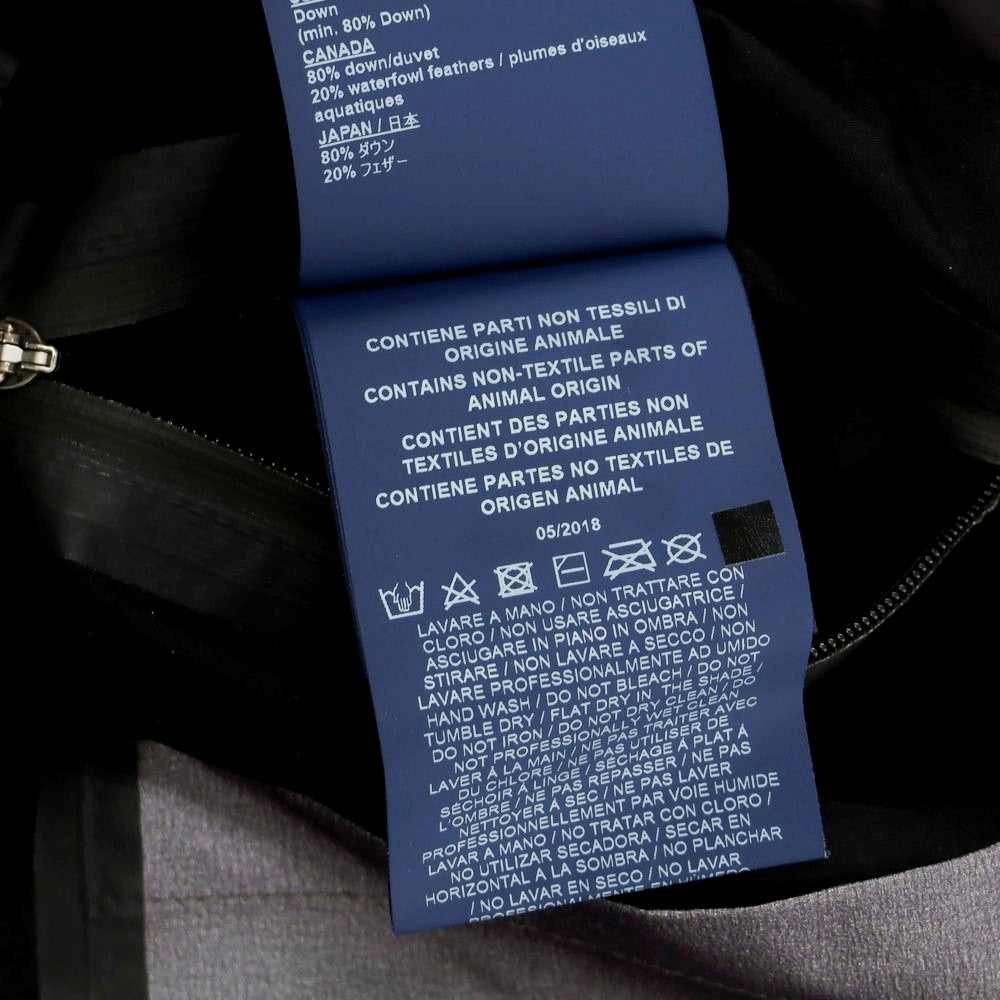 Down
(min. 80% Down)
CANADA
80% down/duvet
20% waterfowl feathers / plumes d'oiseaux
aquatiques
JAPAN / 日本
80% ダウン
20% フェザー
CONTIENE PARTI NON TESSILI DI
ORIGINE ANIMALE
CONTAINS NON-TEXTILE PARTS OF
ANIMAL ORIGIN
CONTIENT DES PARTIES NON
TEXTILES D'ORIGINE ANIMALE
CONTIENE PARTES NO TEXTILES DE
ORIGEN ANIMAL
05/2018
LAVARE A MANO / NON TRATTARE CON
CLORO / NON USARE ASCIUGATRICE /
ASCIUGARE IN PIANO IN OMBRA / NON
STIRARE / NON LAVARE A SECCO / NON
LAVARE PROFESSIONALMENTE AD UMIDO
HAND WASH / DO NOT BLEACH / DO NOT
TUMBLE DRY / FLAT DRY IN THE SHADE /
DO NOT IRON / DO NOT DRY CLEAN / DO
NOT PROFESSIONALLY WET CLEAN
LAVER À LA MAIN / NE PAS TRAITER AVEC
DU CHLORE / NE PAS UTILISER DE
SÉCHOIR À LINGE / SÉCHAGE À PLAT À
L'OMBRE / NE PAS REPASSER / NE PAS
NETTOYER À SEC / NE PAS LAVER
PROFESSIONNELLEMENT PAR VOIE HUMIDE
LAVAR A MANO / NO TRATAR CON CLORO /
NO UTILIZAR SECADORA / SECAR EN
HORIZONTAL A LA SOMBRA / NO PLANCHAR
/ NO LAVAR EN SECO / NO LAVAR
PROFESIONALMENTE EN HÚMEDO